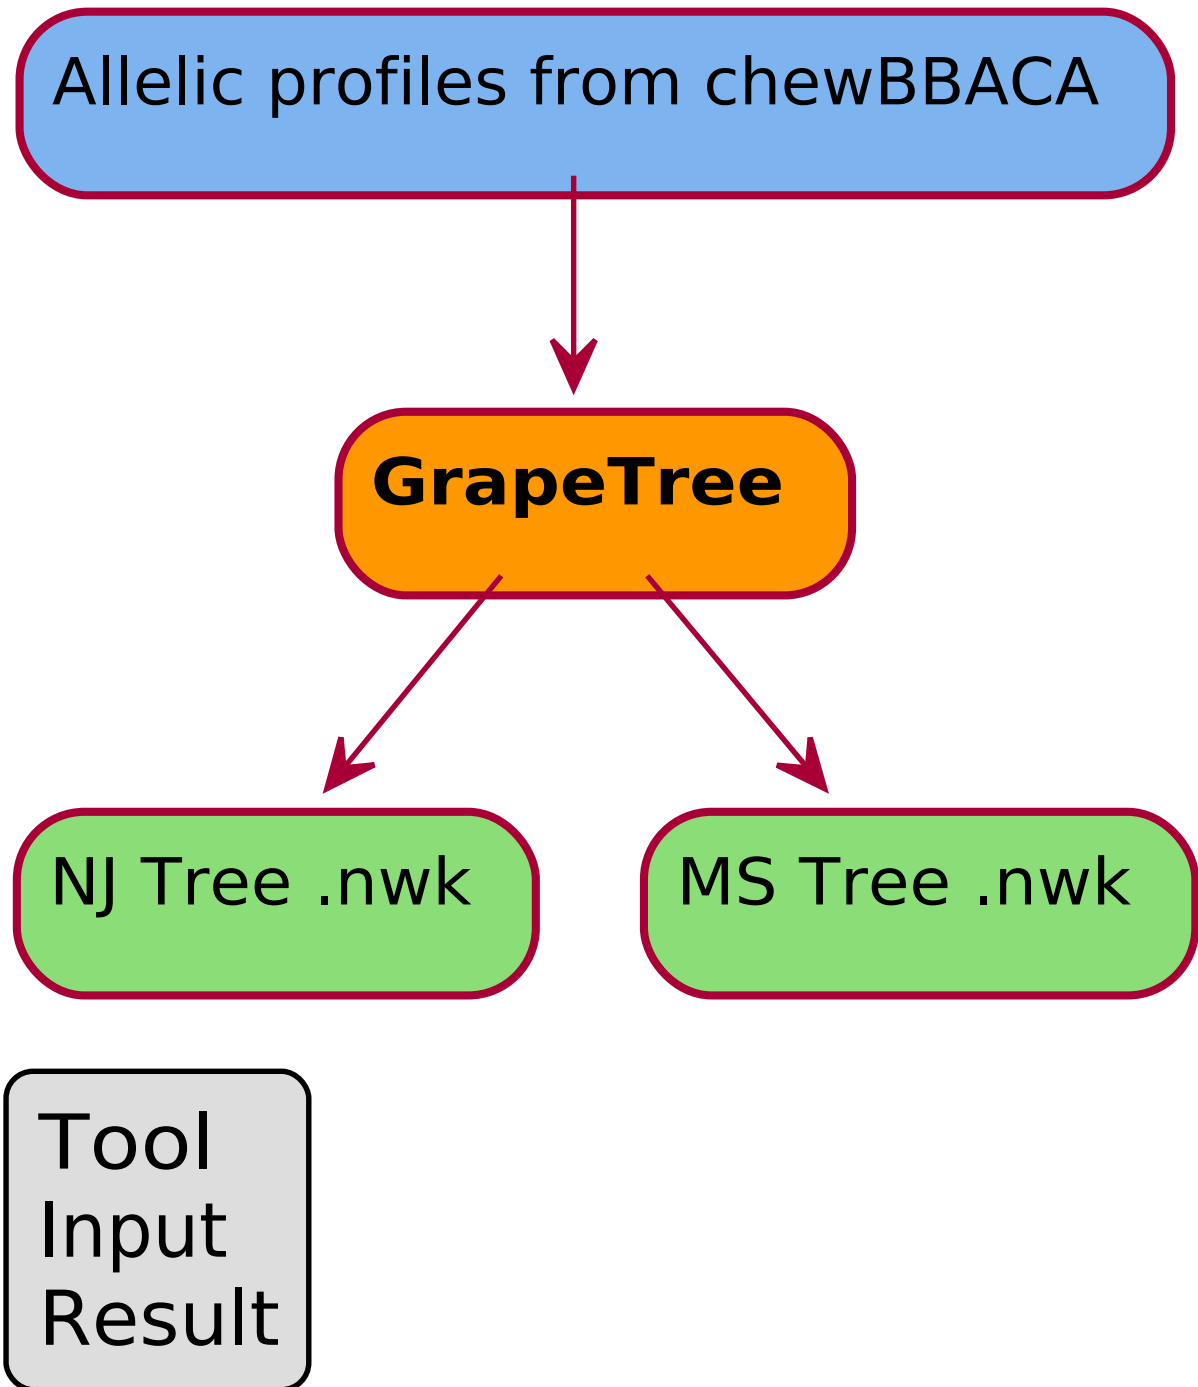 Allelic profiles from chewBBACA
GrapeTree
NJ Tree .nwk
MS Tree .nwk
Tool
Input
Result